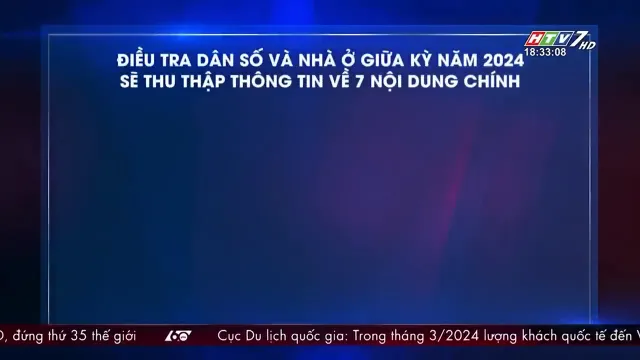 HTV7 HD
18:33:08
ĐIỀU TRA DÂN SỐ VÀ NHÀ Ở GIỮA KỲ NĂM 2024
SẼ THU THẬP THÔNG TIN VỀ 7 NỘI DUNG CHÍNH
, đứng thứ 35 thế giới 60 Cục Du lịch quốc gia: Trong tháng 3/2024 lượng khách quốc tế đến